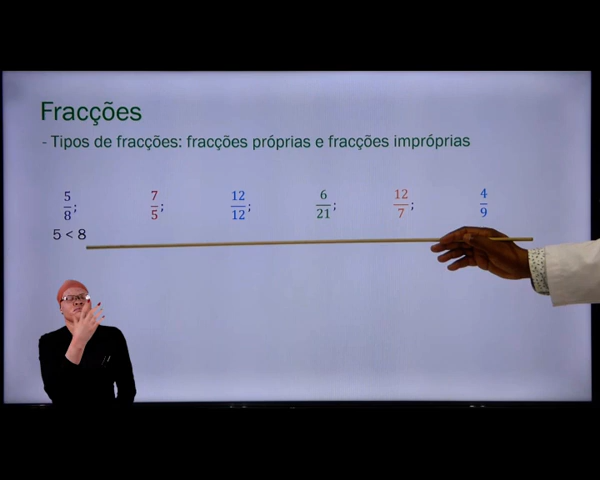 Fracções
- Tipos de fracções: fracções próprias e fracções impróprias
5/8; 7/5; 12/12; 6/21; 12/7; 4/9
5 < 8